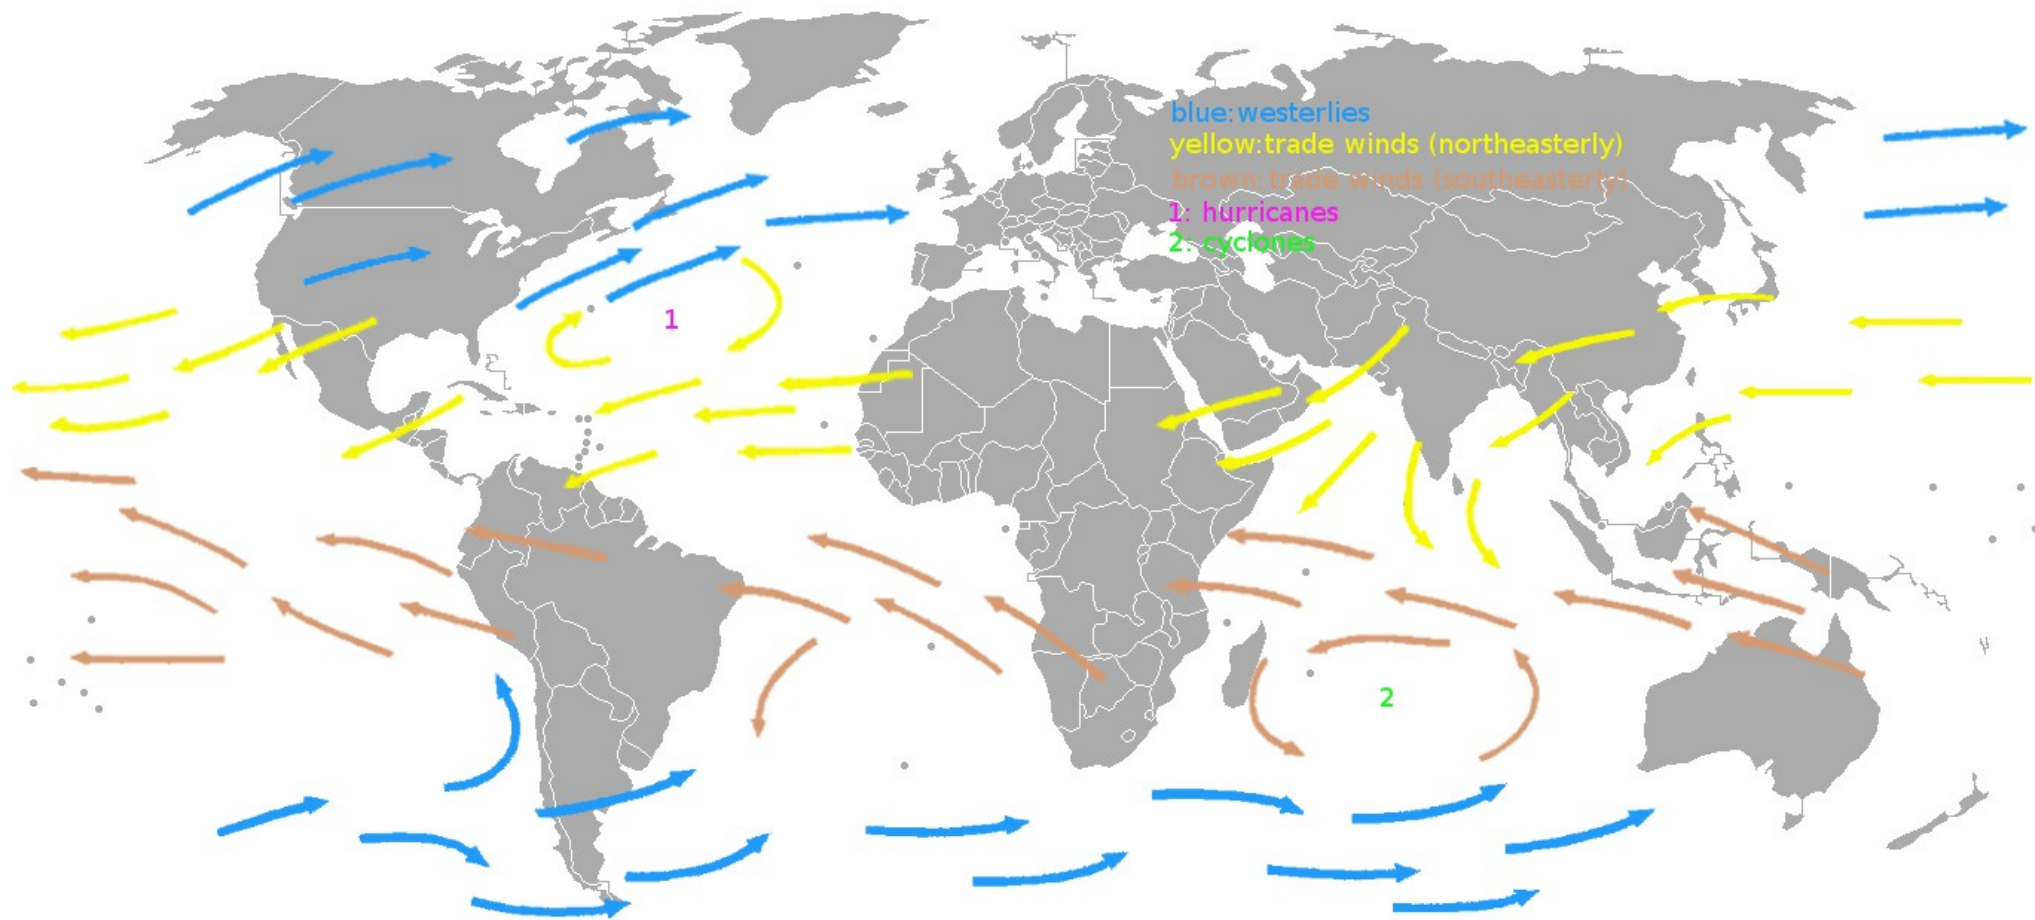 blue:westerlies
yellow:trade winds (northeasterly)
brown:trade winds (southeasterly)
1: hurricanes
2: cyclones
1
2